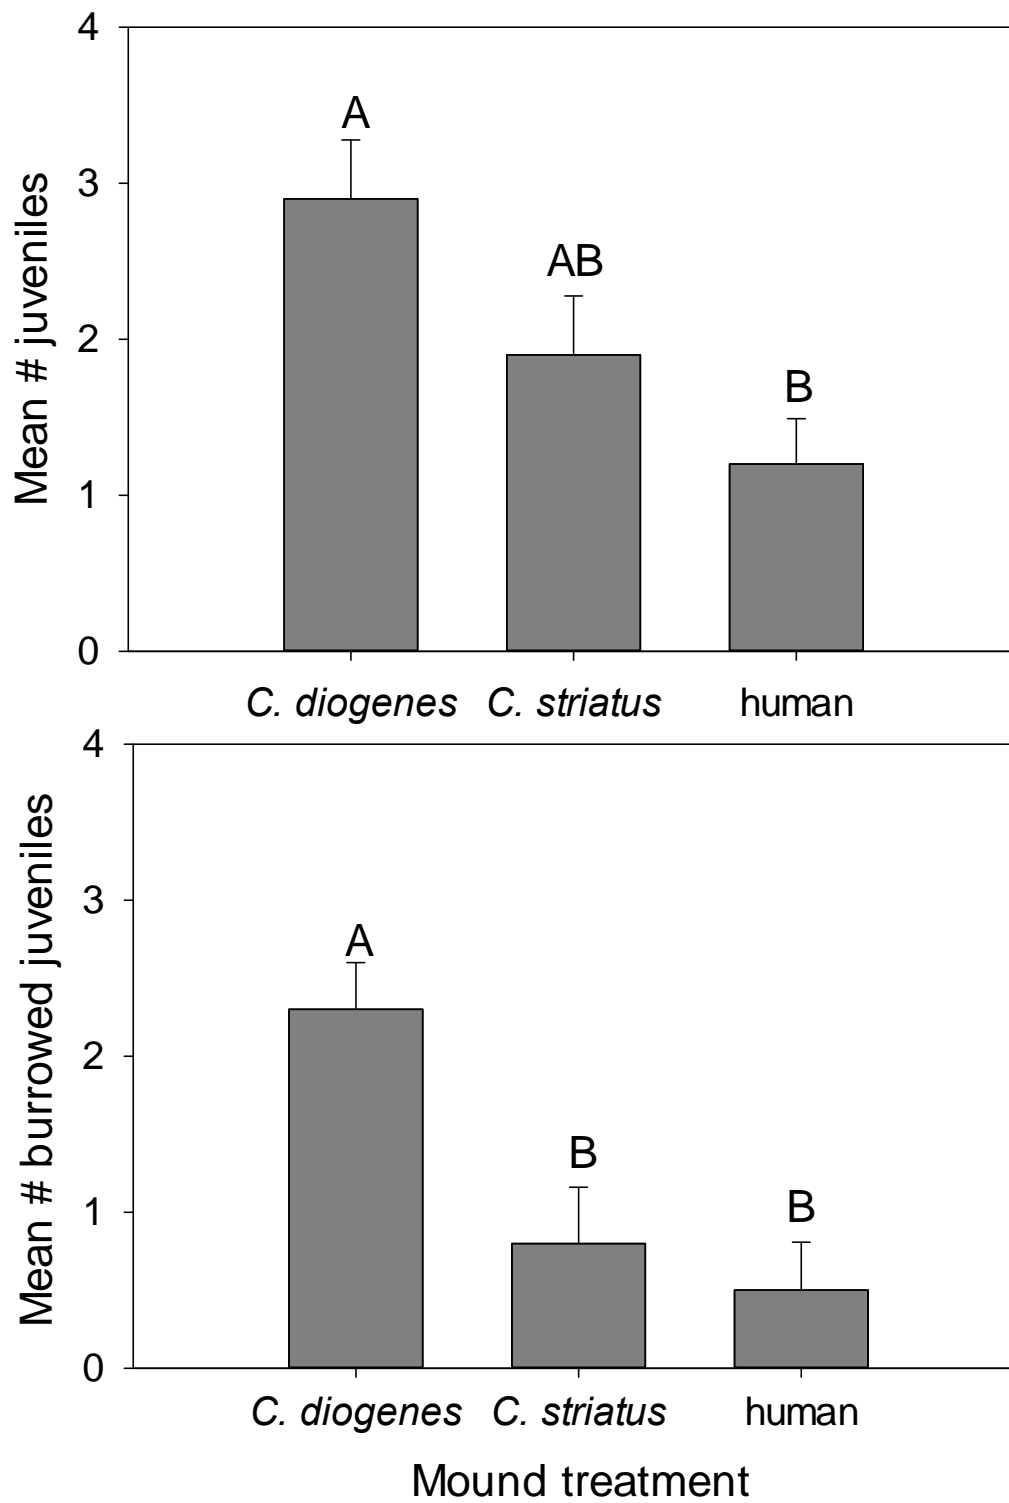 Mean # juveniles
4
3
2
1
0
A
AB
B
C. diogenes C. striatus human
Mean # burrowed juveniles
4
3
2
1
0
A
B
B
C. diogenes C. striatus human
Mound treatment